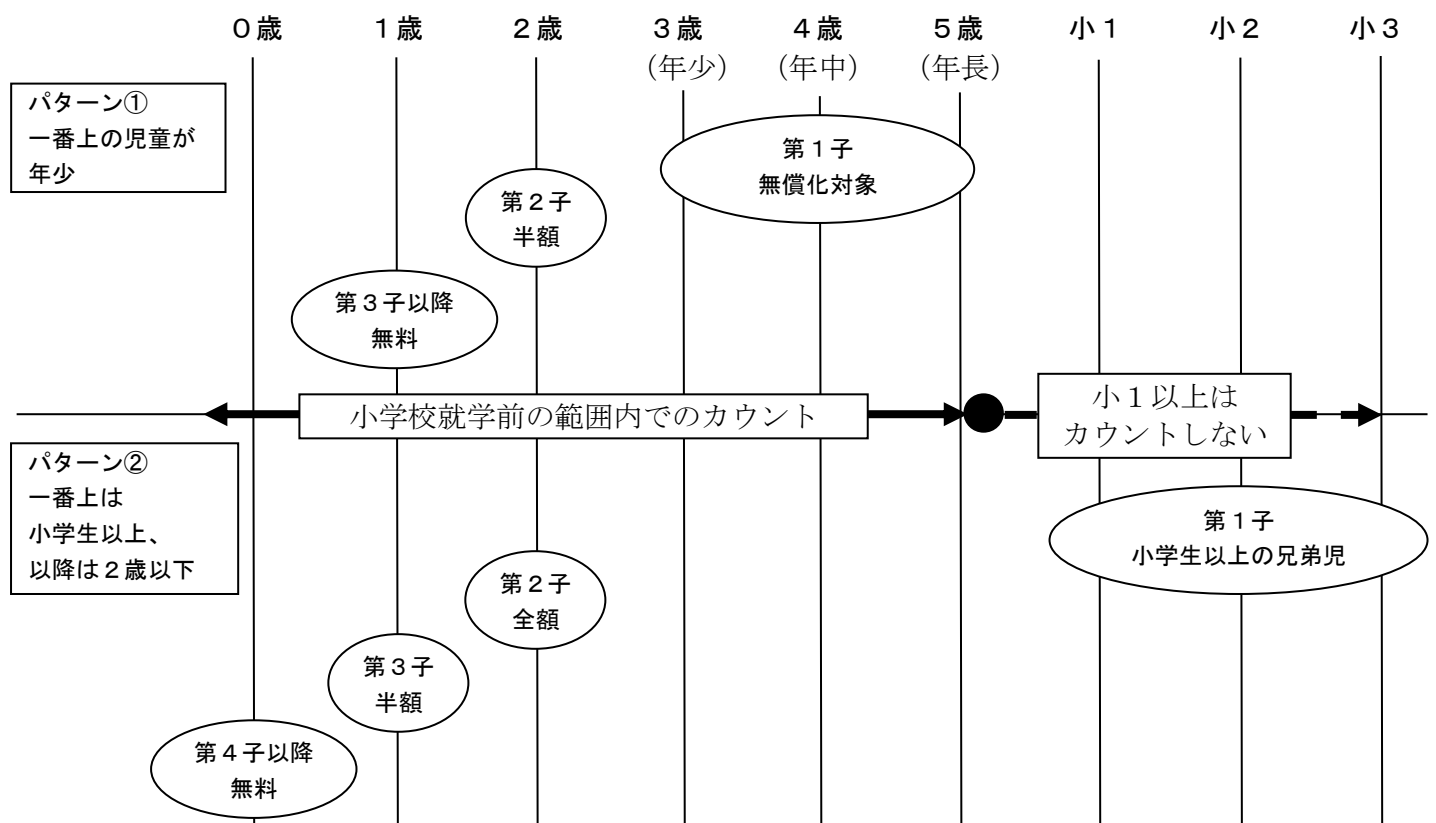 ０歳 １歳 ２歳 ３歳 ４歳 ５歳 小１ 小２ 小３
（年少） （年中） （年長）
パターン①
一番上の児童が
年少
第１子
無償化対象
第２子
半額
第３子以降
無料
小学校就学前の範囲内でのカウント
小１以上は
カウントしない
パターン②
一番上は
小学生以上、
以降は２歳以下
第１子
小学生以上の兄弟児
第２子
全額
第３子
半額
第４子以降
無料